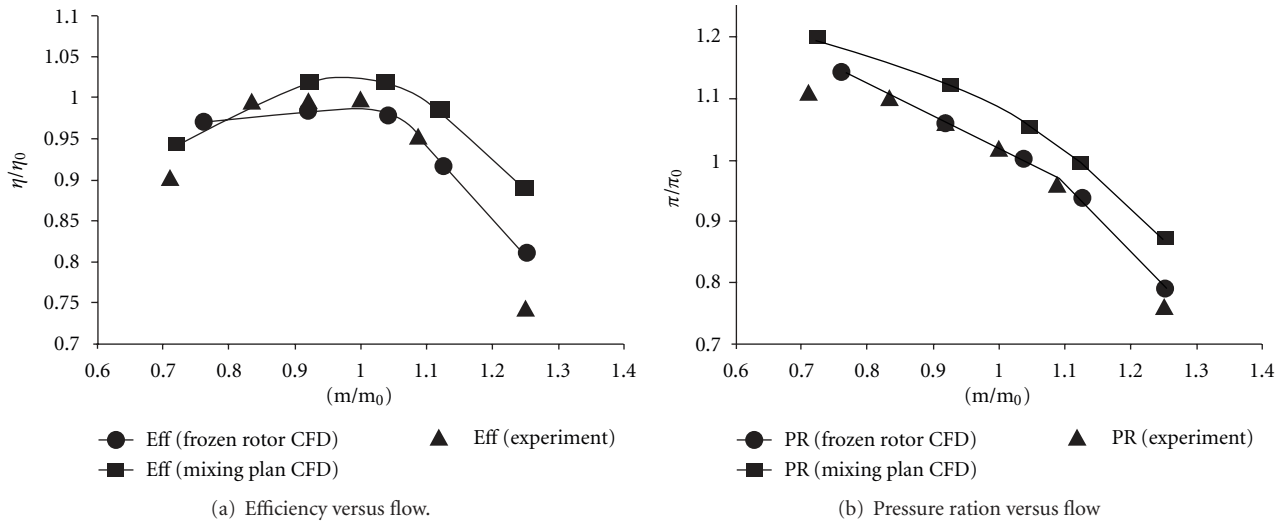 1.1
1.05
1
0.95
0.9
0.85
0.8
0.75
0.7
η/η₀
0.6 0.7 0.8 0.9 1 1.1 1.2 1.3 1.4
(m/m₀)
Eff (frozen rotor CFD)
Eff (experiment)
Eff (mixing plan CFD)
(a) Efficiency versus flow.
1.2
1.1
1
0.9
0.8
0.7
π/π₀
0.6 0.7 0.8 0.9 1 1.1 1.2 1.3 1.4
(m/m₀)
PR (frozen rotor CFD)
PR (experiment)
PR (mixing plan CFD)
(b) Pressure ration versus flow